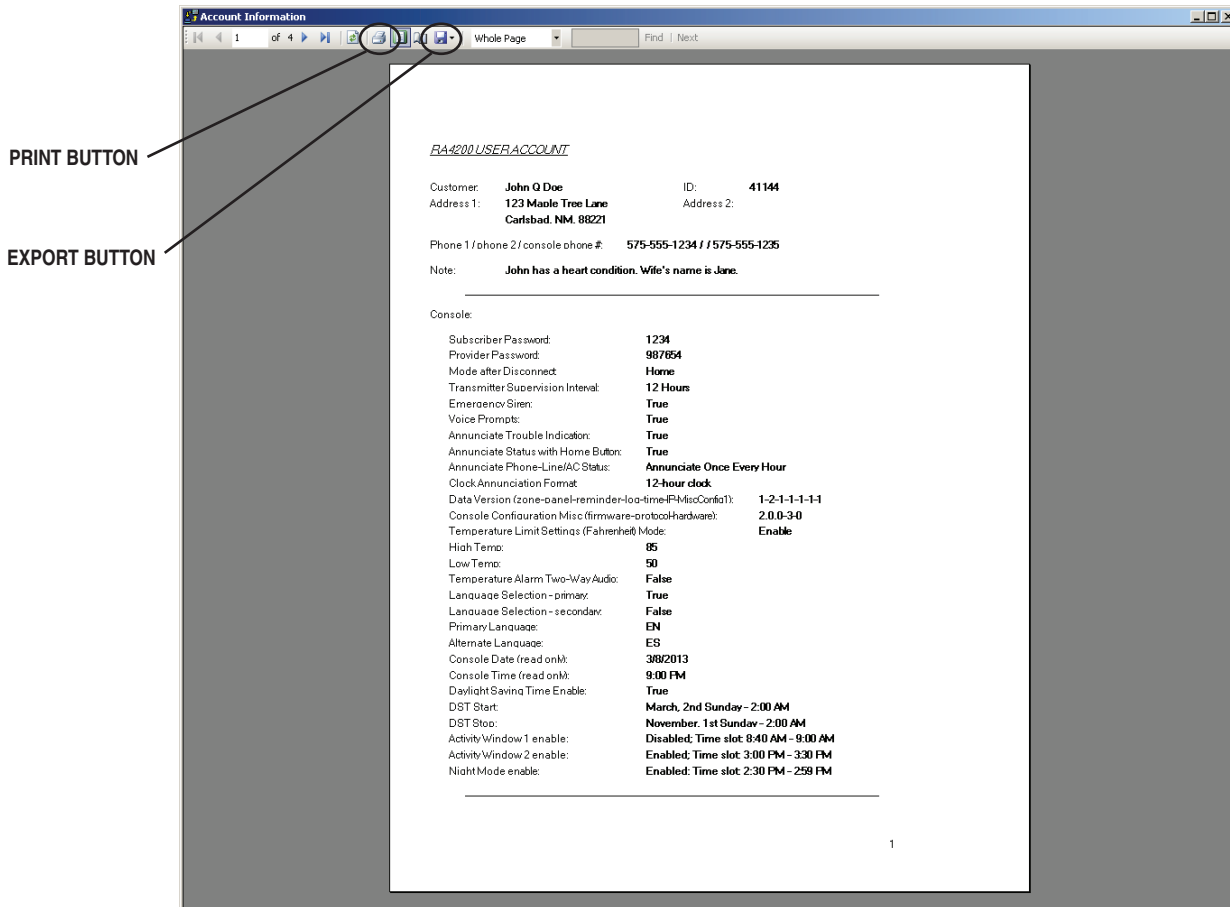 Account Information
1 of 4 Whole Page Find | Next
PRINT BUTTON
EXPORT BUTTON
RA4200 USER ACCOUNT
Customer: John Q Doe ID: 41144
Address 1: 123 Maple Tree Lane Address 2:
Carlsbad, NM, 88221
Phone 1 / phone 2 / console phone #: 575-555-1234 / / 575-555-1235
Note: John has a heart condition. Wife's name is Jane.
Console:
Subscriber Password: 1234
Provider Password: 987654
Mode after Disconnect: Home
Transmitter Supervision Interval: 12 Hours
Emergency Siren: True
Voice Prompts: True
Annunciate Trouble Indication: True
Annunciate Status with Home Button: True
Annunciate Phone-Line/AC Status: Annunciate Once Every Hour
Clock Annunciation Format: 12-hour clock
Data Version (zone-panel-reminder-log-time-IP-MiscConfig1): 1-2-1-1-1-1-1
Console Configuration Misc (firmware-protocol-hardware): 2.0.0-3-0
Temperature Limit Settings (Fahrenheit) Mode: Enable
High Temp: 85
Low Temp: 50
Temperature Alarm Two-Way Audio: False
Language Selection - primary: True
Language Selection - secondary: False
Primary Language: EN
Alternate Language: ES
Console Date (read only): 3/8/2013
Console Time (read only): 9:00 PM
Daylight Saving Time Enable: True
DST Start: March, 2nd Sunday - 2:00 AM
DST Stop: November, 1st Sunday - 2:00 AM
Activity Window 1 enable: Disabled; Time slot: 8:40 AM - 9:00 AM
Activity Window 2 enable: Enabled; Time slot: 3:00 PM - 3:30 PM
Night Mode enable: Enabled; Time slot: 2:30 PM - 2:59 PM
1